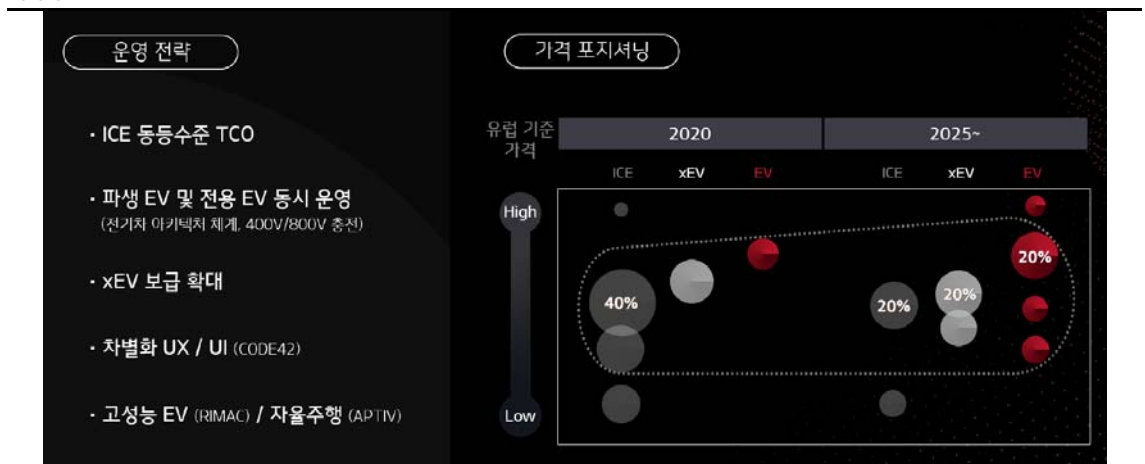 운영 전략
· ICE 동등수준 TCO
· 파생 EV 및 전용 EV 동시 운영
(전기차 아키텍처 체계, 400V/800V 충전)
· xEV 보급 확대
· 차별화 UX / UI (CODE42)
· 고성능 EV (RIMAC) / 자율주행 (APTIV)
가격 포지셔닝
유럽 기준
가격
2020 2025~
ICE xEV EV ICE xEV EV
High
20%
40% 20% 20%
Low